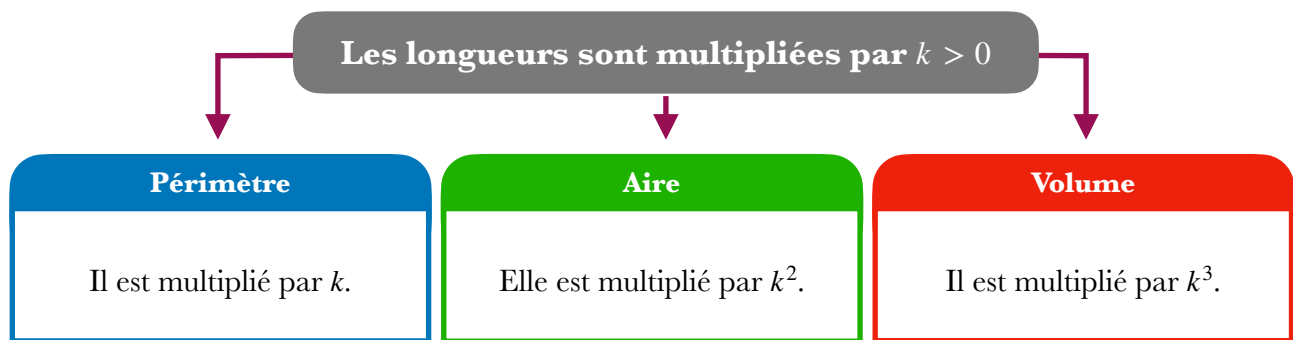 Les longueurs sont multipliées par k > 0
Périmètre
Aire
Volume
Il est multiplié par k.
Elle est multiplié par k².
Il est multiplié par k³.